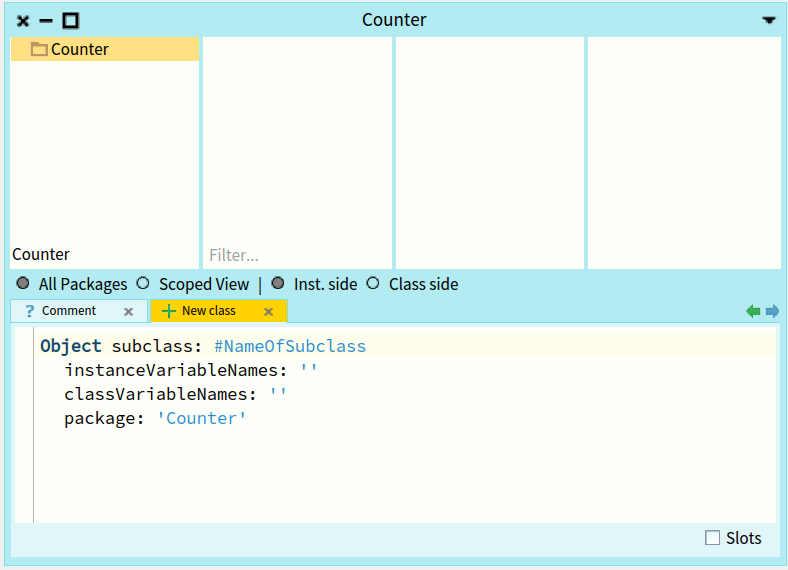 Counter
Counter
Counter
Filter...
All Packages Scoped View | Inst. side Class side
? Comment New class
Object subclass: #NameOfSubclass
instanceVariableNames: ''
classVariableNames: ''
package: 'Counter'
Slots